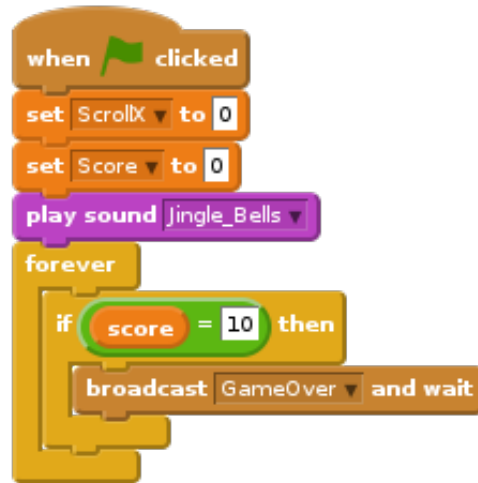 when clicked
set ScrollX to 0
set Score to 0
play sound Jingle_Bells
forever
if score = 10 then
broadcast GameOver and wait